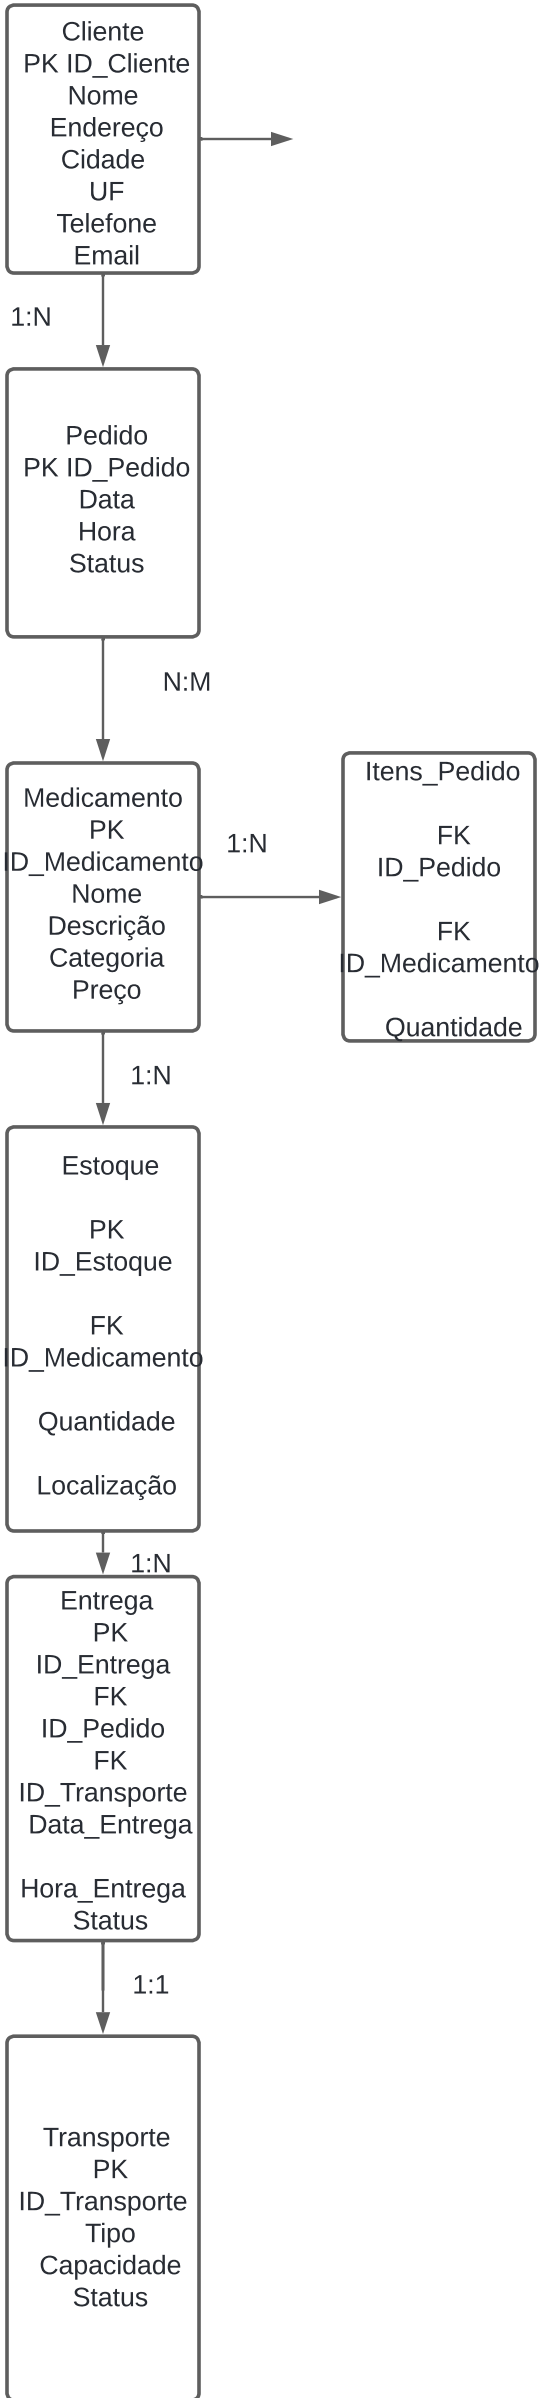 Cliente
PK ID_Cliente
Nome
Endereço
Cidade
UF
Telefone
Email
1:N
Pedido
PK ID_Pedido
Data
Hora
Status
N:M
Medicamento
PK
ID_Medicamento
Nome
Descrição
Categoria
Preço
1:N
Itens_Pedido
FK
ID_Pedido
FK
ID_Medicamento
Quantidade
1:N
Estoque
PK
ID_Estoque
FK
ID_Medicamento
Quantidade
Localização
1:N
Entrega
PK
ID_Entrega
FK
ID_Pedido
FK
ID_Transporte
Data_Entrega
Hora_Entrega
Status
1:1
Transporte
PK
ID_Transporte
Tipo
Capacidade
Status